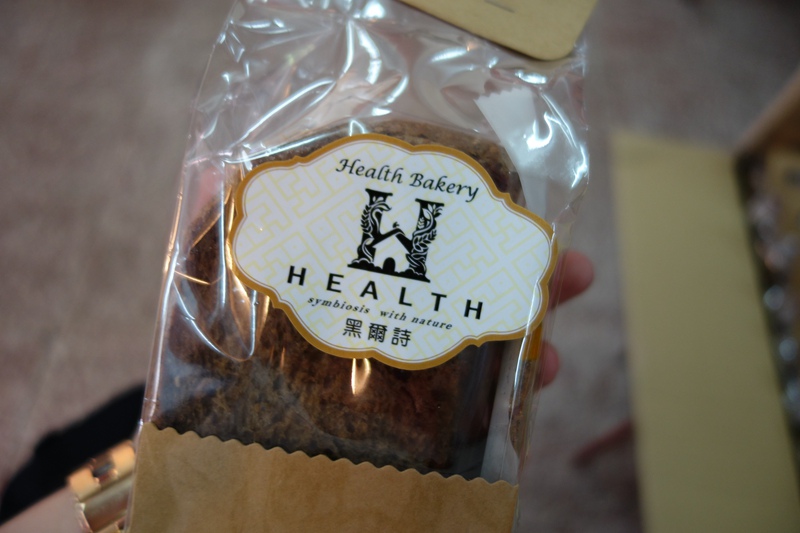 Health Bakery
H
HEALTH
symbiosis with nature
黑爾詩